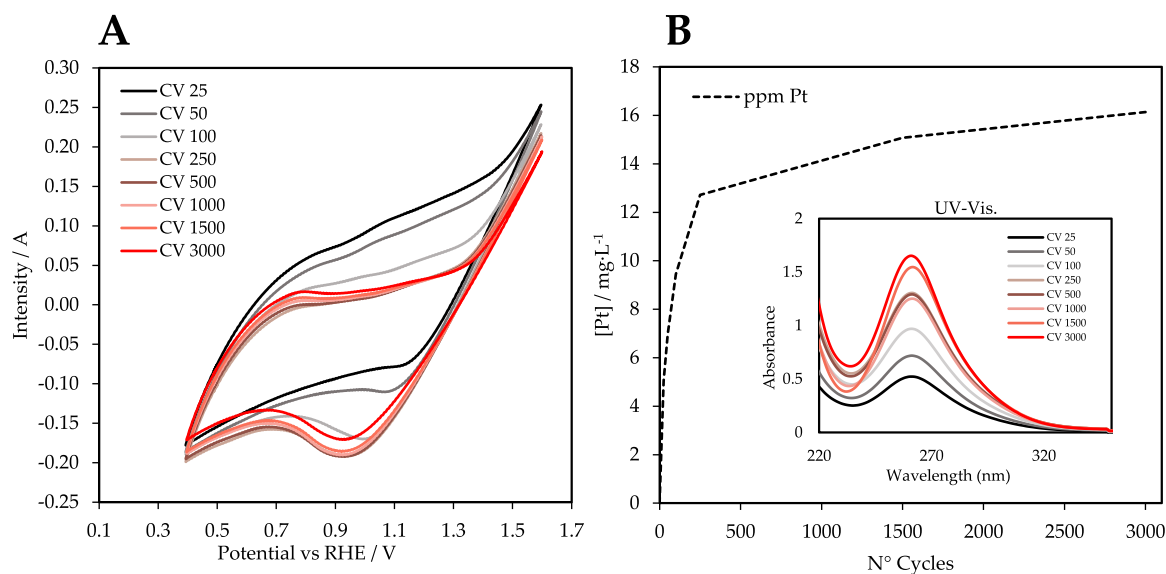 A
0.30
0.25
0.20
0.15
0.10
0.05
0.00
-0.05
-0.10
-0.15
-0.20
-0.25
Intensity / A
CV 25
CV 50
CV 100
CV 250
CV 500
CV 1000
CV 1500
CV 3000
0.1 0.3 0.5 0.7 0.9 1.1 1.3 1.5 1.7
Potential vs RHE / V
B
18
16
14
12
10
8
6
4
2
0
[Pt] / mg·L-1
ppm Pt
UV-Vis.
2
1.5
1
0.5
0
Absorbance
CV 25
CV 50
CV 100
CV 250
CV 500
CV 1000
CV 1500
CV 3000
220 270 320
Wavelength (nm)
0 500 1000 1500 2000 2500 3000
N° Cycles